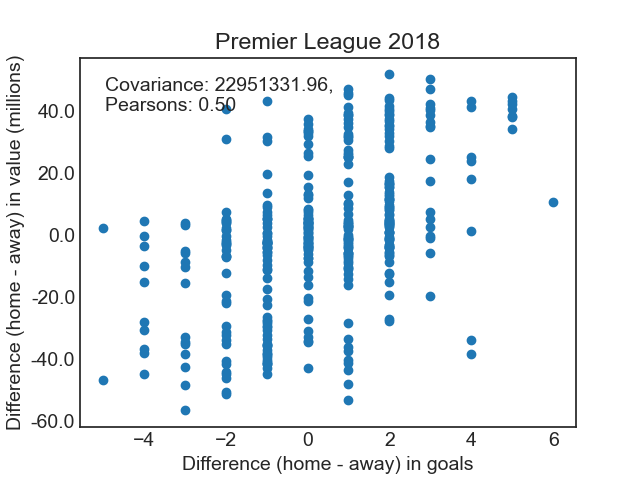 Premier League 2018
Covariance: 22951331.96,
Pearsons: 0.50
Difference (home - away) in value (millions)
40.0
20.0
0.0
-20.0
-40.0
-60.0
−4
−2
0
2
4
6
Difference (home - away) in goals